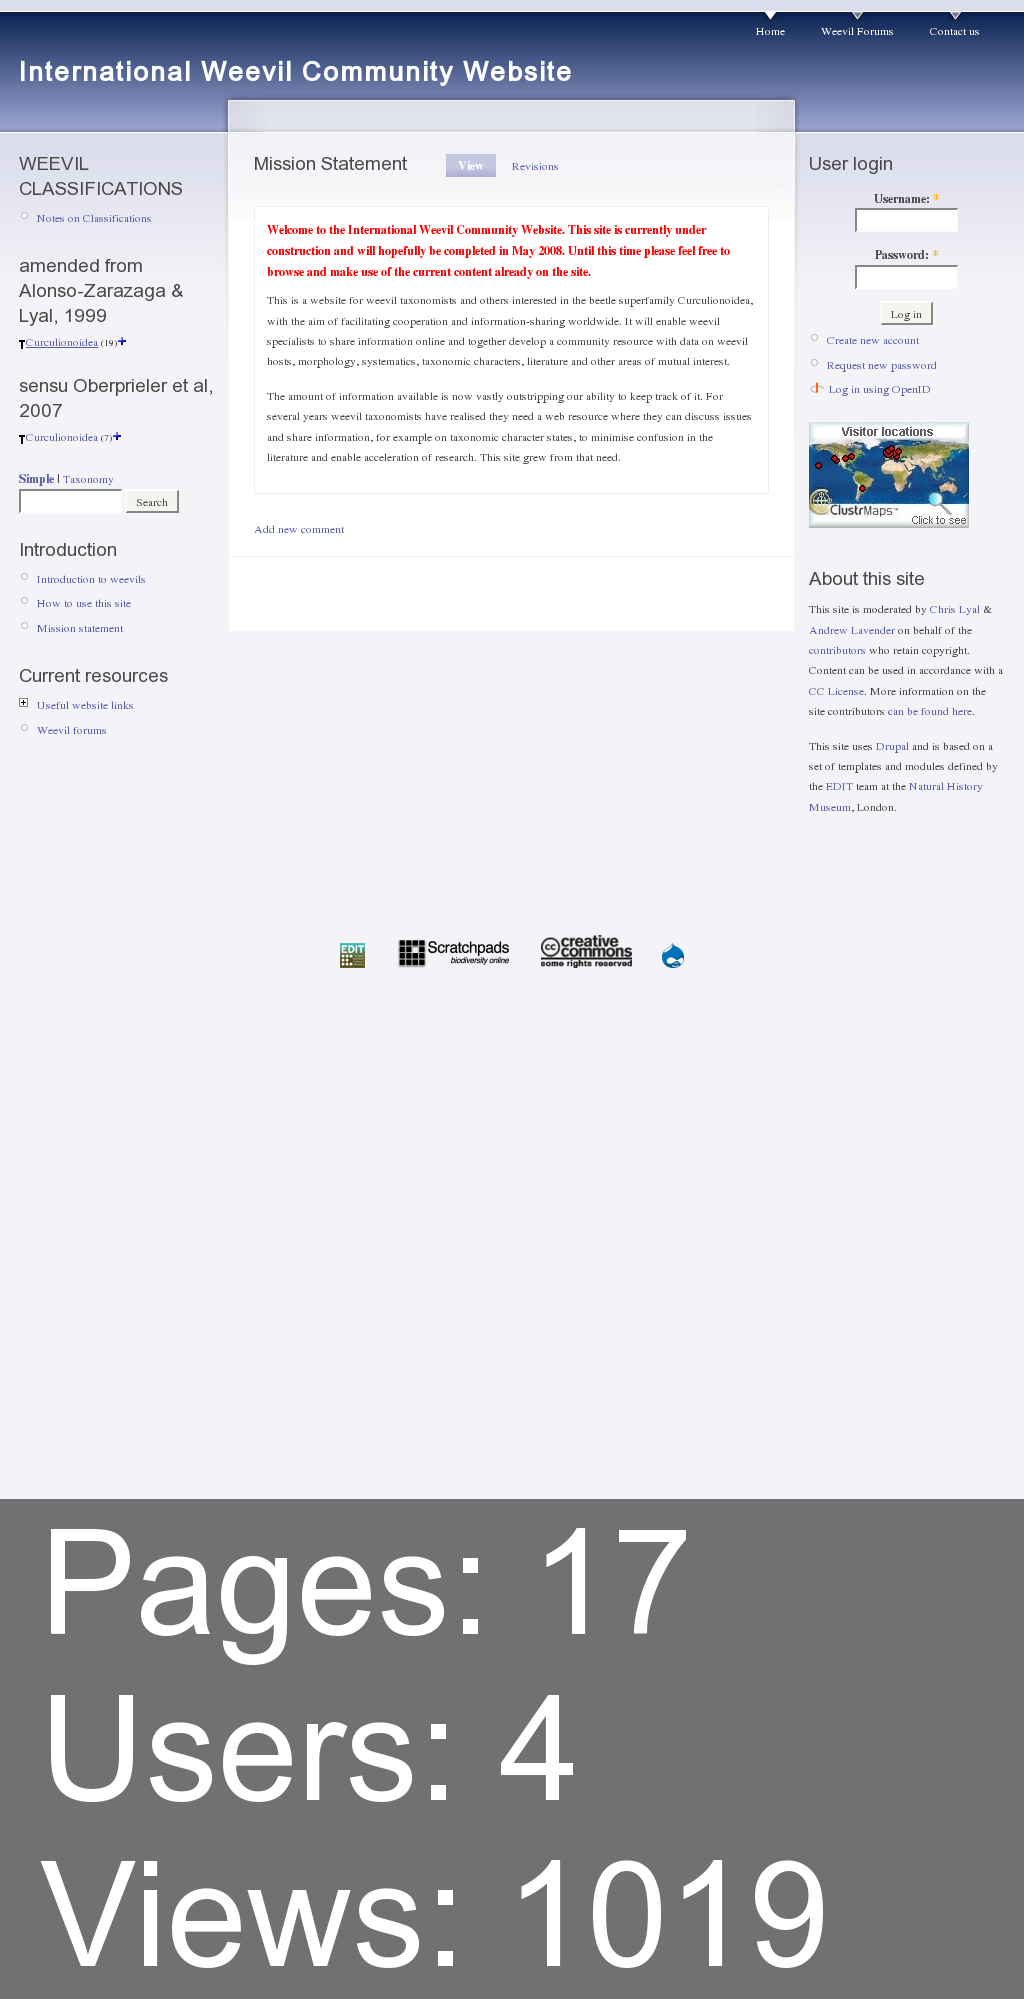 Home
Weevil Forums
Contact us
International Weevil Community Website
WEEVIL
CLASSIFICATIONS
Notes on Classifications
amended from
Alonso-Zarazaga &
Lyal, 1999
Curculionoidea (19)
sensu Oberprieler et al,
2007
Curculionoidea (7)
Simple | Taxonomy
Search
Introduction
Introduction to weevils
How to use this site
Mission statement
Current resources
Useful website links
Weevil forums
Mission Statement
View
Revisions
Welcome to the International Weevil Community Website. This site is currently under
construction and will hopefully be completed in May 2008. Until this time please feel free to
browse and make use of the current content already on the site.
This is a website for weevil taxonomists and others interested in the beetle superfamily Curculionoidea,
with the aim of facilitating cooperation and information-sharing worldwide. It will enable weevil
specialists to share information online and together develop a community resource with data on weevil
hosts, morphology, systematics, taxonomic characters, literature and other areas of mutual interest.
The amount of information available is now vastly outstripping our ability to keep track of it. For
several years weevil taxonomists have realised they need a web resource where they can discuss issues
and share information, for example on taxonomic character states, to minimise confusion in the
literature and enable acceleration of research. This site grew from that need.
Add new comment
User login
Username: *
Password: *
Log in
Create new account
Request new password
Log in using OpenID
Visitor locations
ClustrMaps™
Click to see
About this site
This site is moderated by Chris Lyal &
Andrew Lavender on behalf of the
contributors who retain copyright.
Content can be used in accordance with a
CC License. More information on the
site contributors can be found here.
This site uses Drupal and is based on a
set of templates and modules defined by
the EDIT team at the Natural History
Museum, London.
EDIT
Scratchpads
biodiversity online
cc creative
commons
some rights reserved
Pages: 17
Users: 4
Views: 1019